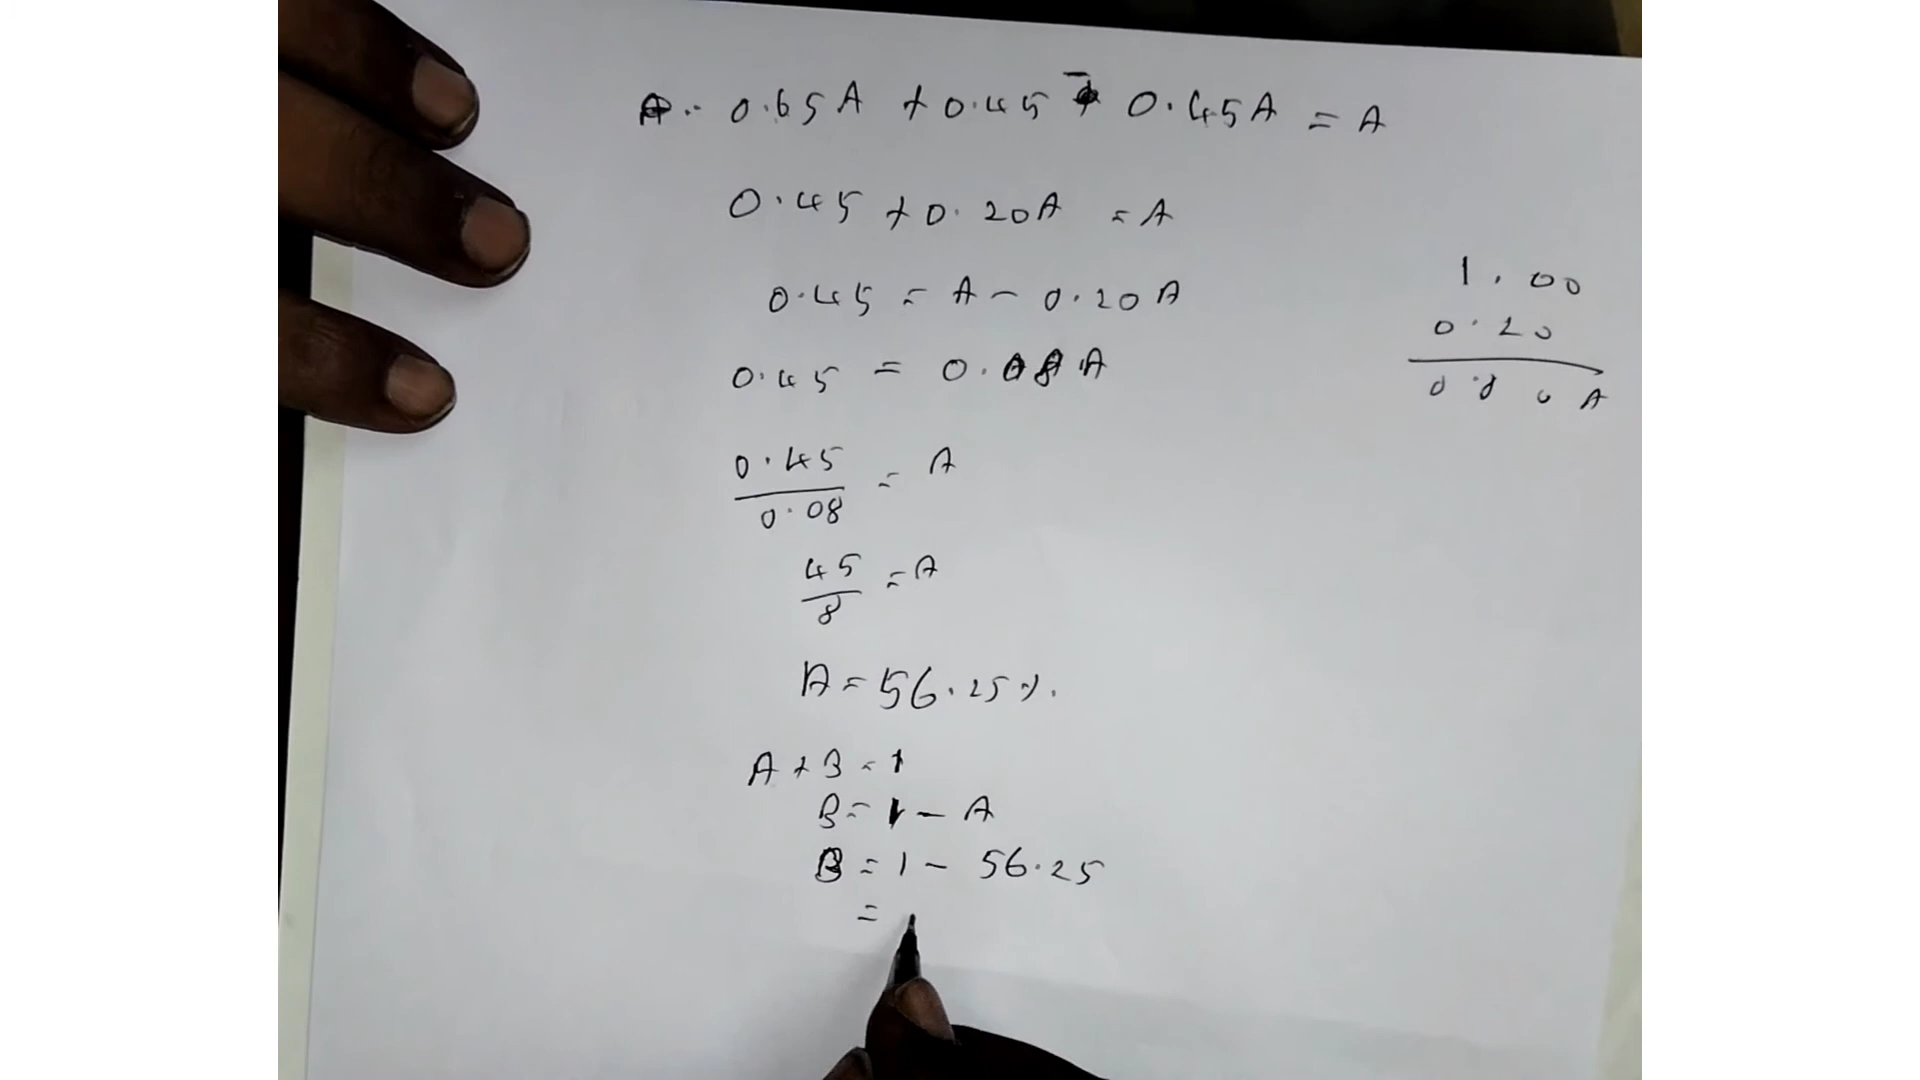 0.65A + 0.45 - 0.45A = A
0.45 + 0.20A = A
0.45 = A - 0.20A
0.45 = 0.08A
0.45
0.08
= A
45
8
= A
A = 56.25%.
A + B = 1
B = 1 - A
B = 1 - 56.25
=
1.00
0.20
0.80A